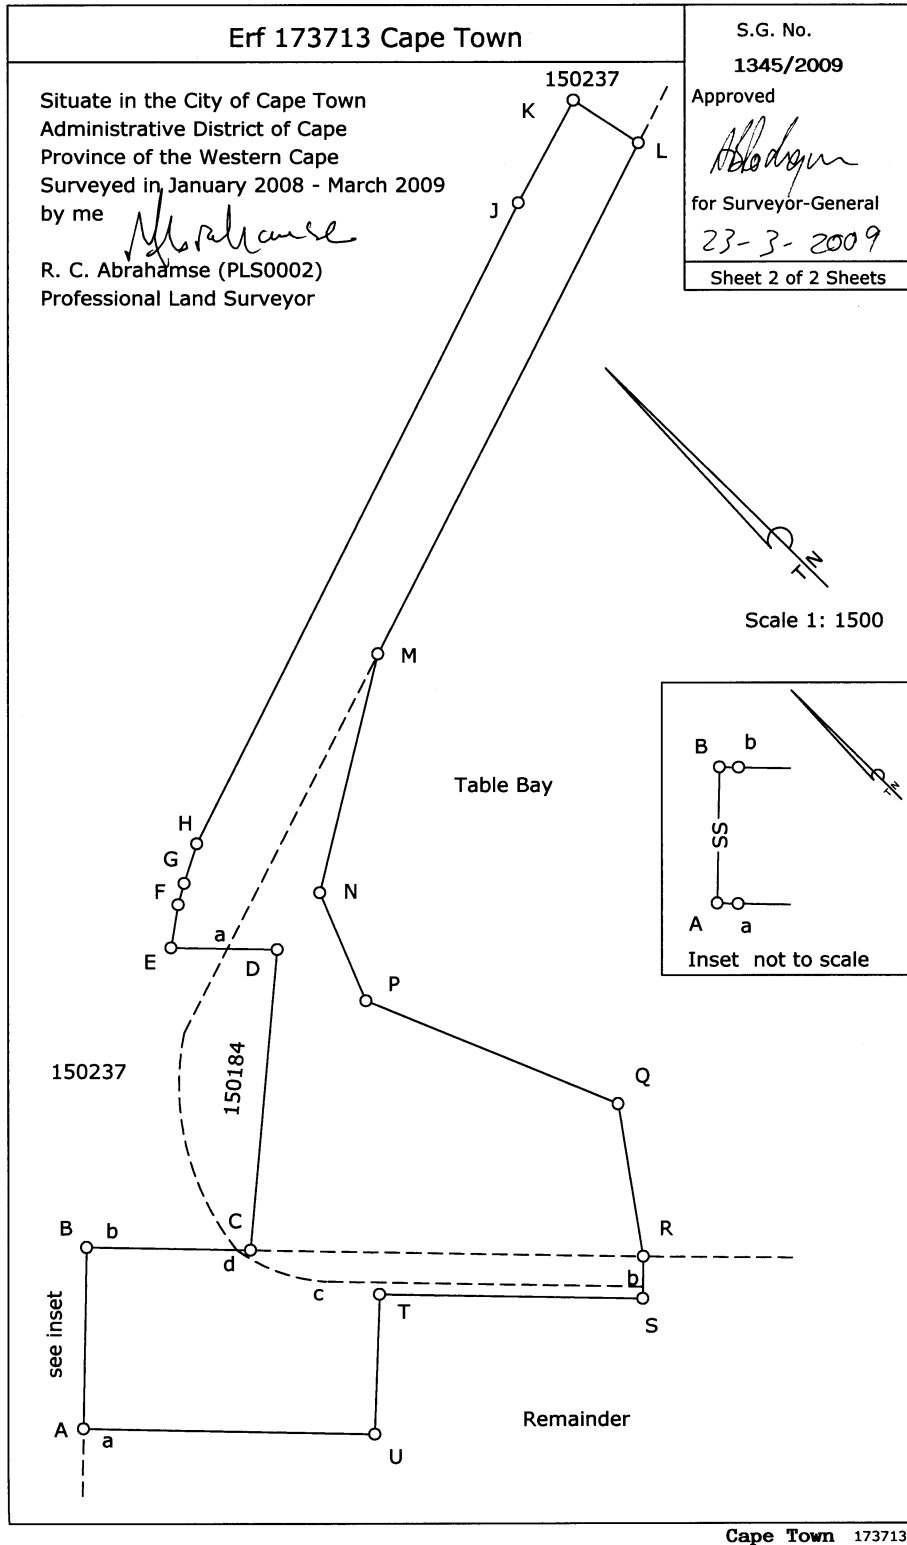 Erf 173713 Cape Town
S.G. No.
1345/2009
Approved
for Surveyor-General
23-3-2009
Sheet 2 of 2 Sheets
Situate in the City of Cape Town
Administrative District of Cape
Province of the Western Cape
Surveyed in January 2008 - March 2009
by me
R. C. Abrahamse (PLS0002)
Professional Land Surveyor
150237
K
L
J
T N
Scale 1: 1500
M
Table Bay
B b
SS
A a
T N
Inset not to scale
H
G
F
N
a
E
D
P
150184
150237
Q
C
B b
R
d
b
c
T
S
see inset
Remainder
A
a
U
Cape Town 173713